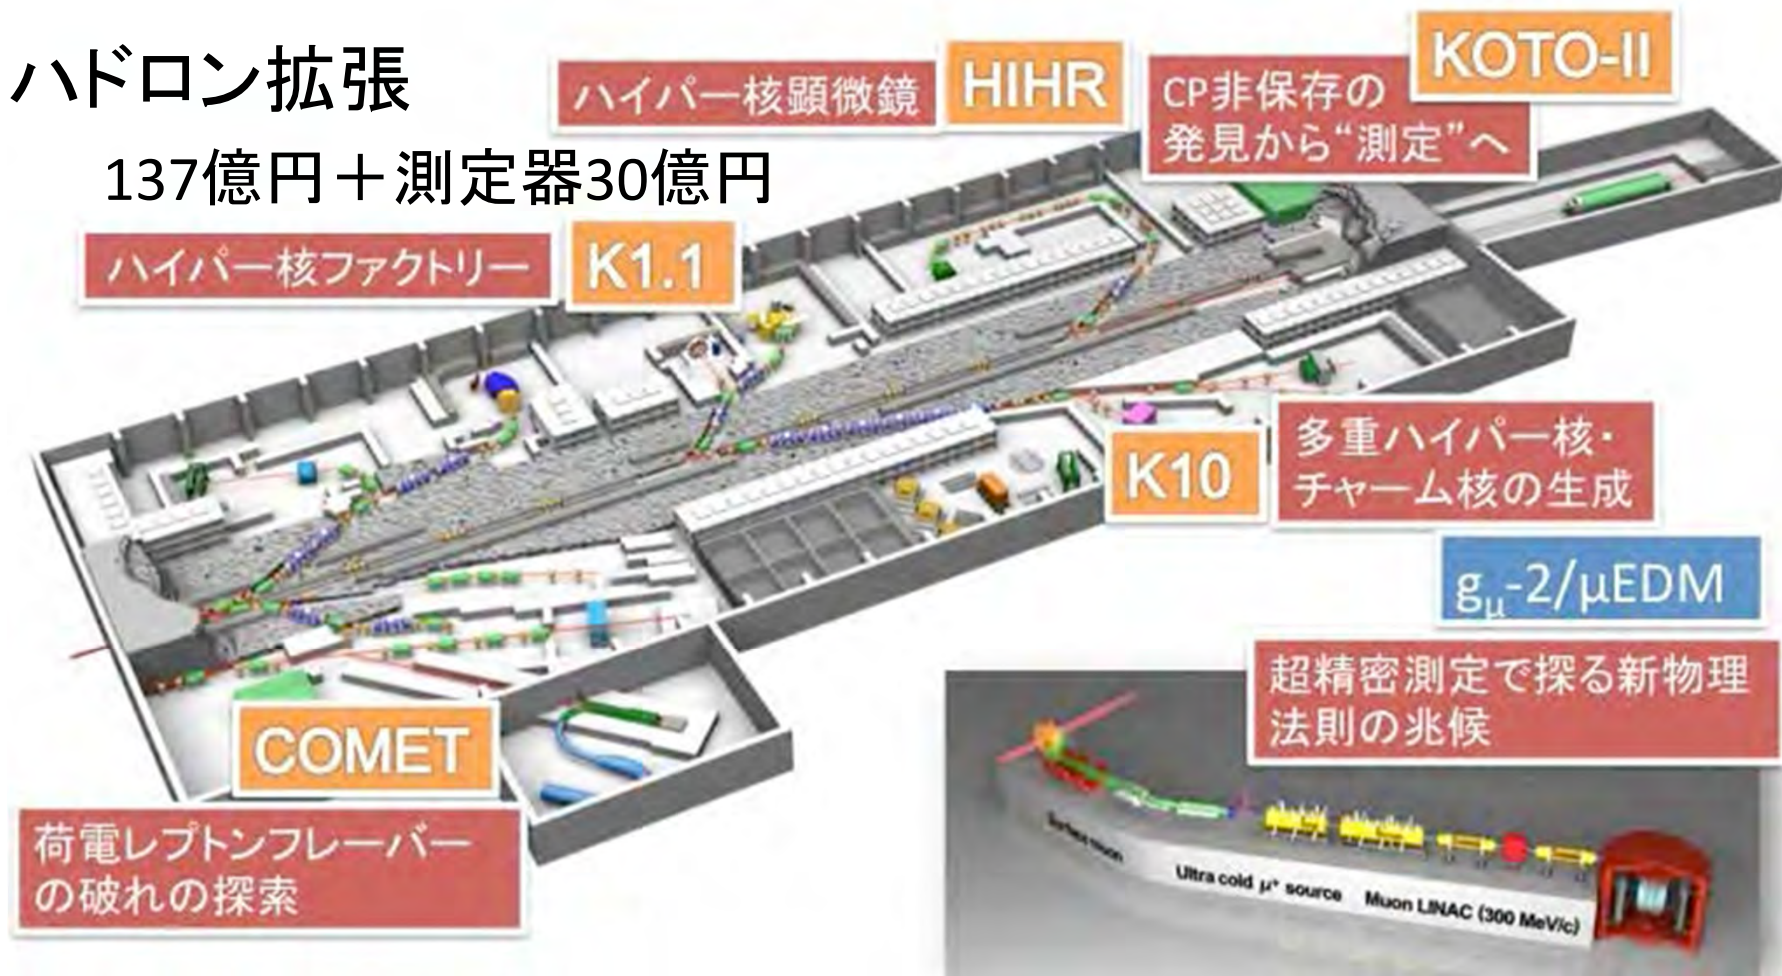 ハドロン拡張
137億円＋測定器30億円
ハイパー核顕微鏡
HIHR
KOTO-II
CP非保存の
発見から“測定”へ
ハイパー核ファクトリー
K1.1
K10
多重ハイパー核・
チャーム核の生成
gμ-2/μEDM
超精密測定で探る新物理
法則の兆候
COMET
荷電レプトンフレーバー
の破れの探索
Surface muon
Ultra cold μ⁺ source
Muon LINAC (300 MeV/c)